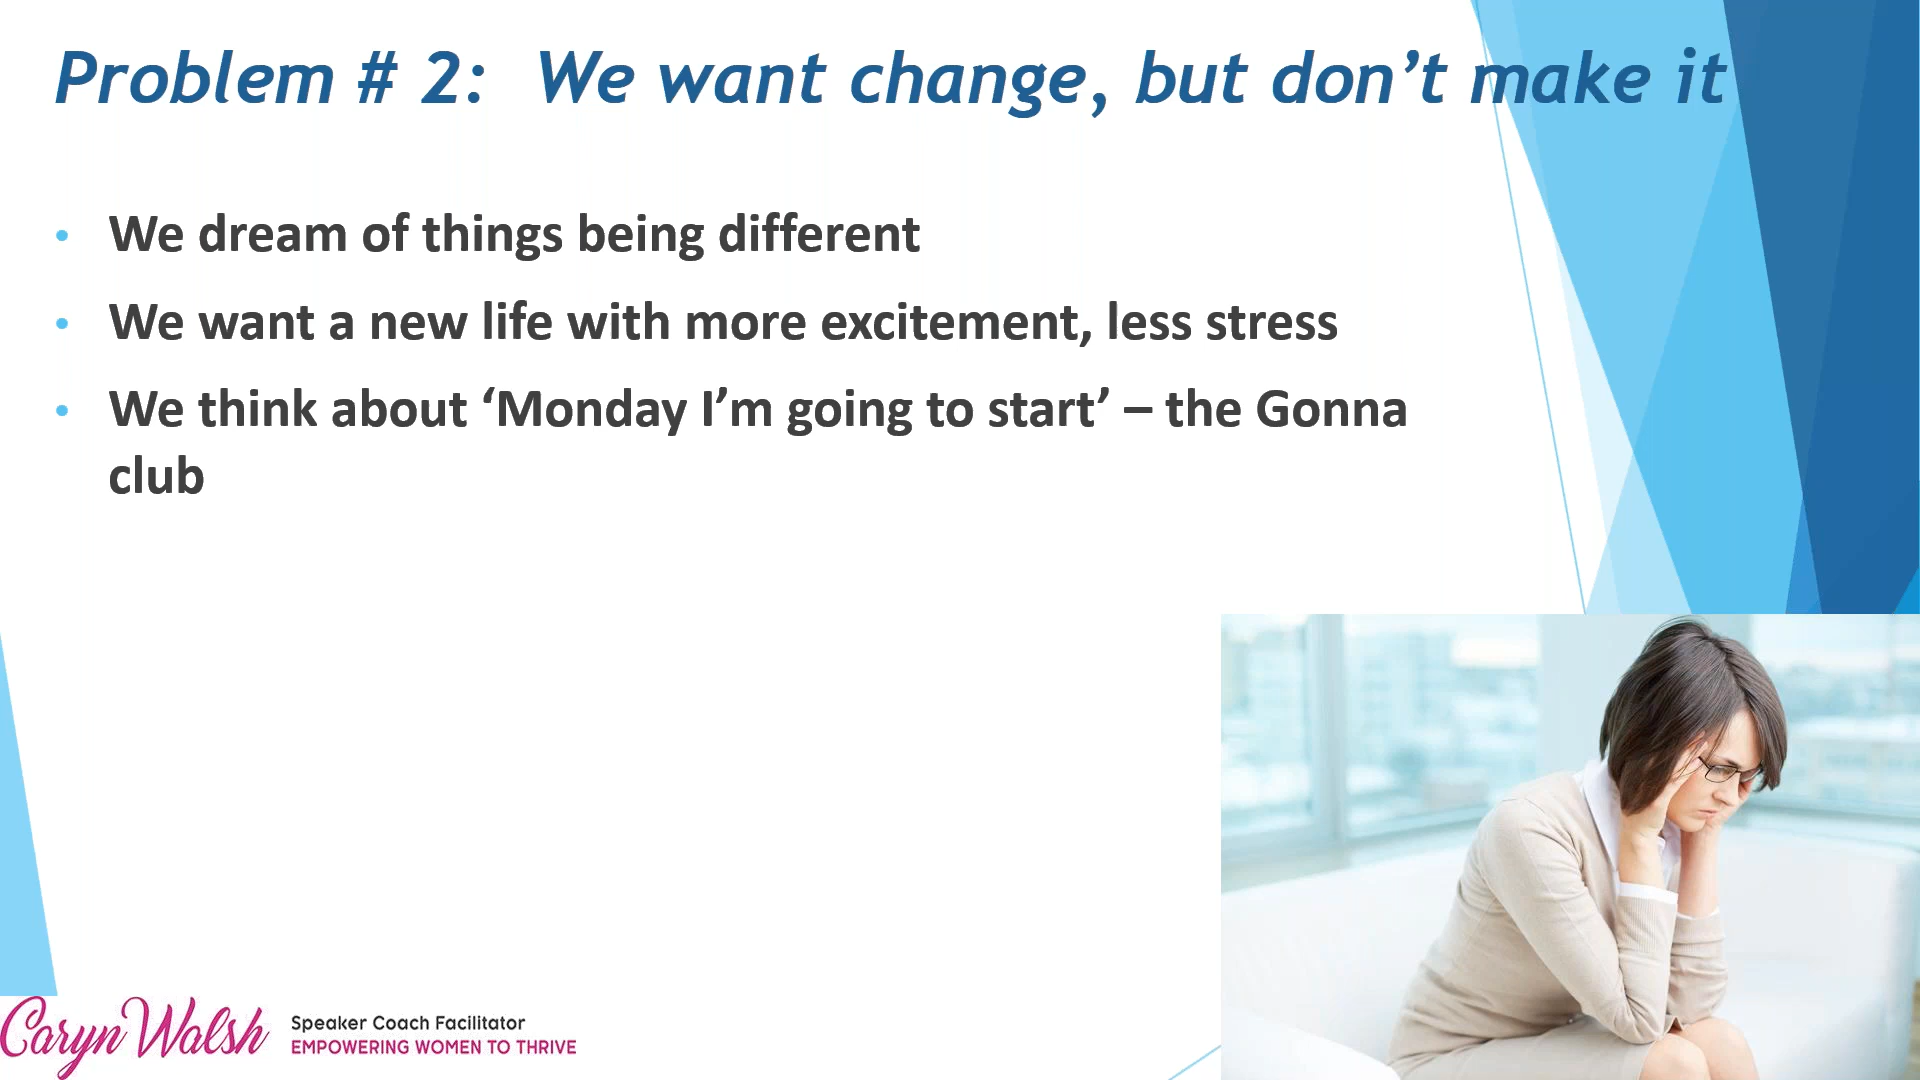 Problem # 2:  We want change, but don’t make it
• We dream of things being different
• We want a new life with more excitement, less stress
• We think about ‘Monday I’m going to start’ – the Gonna
club
Caryn Walsh
Speaker Coach Facilitator
EMPOWERING WOMEN TO THRIVE